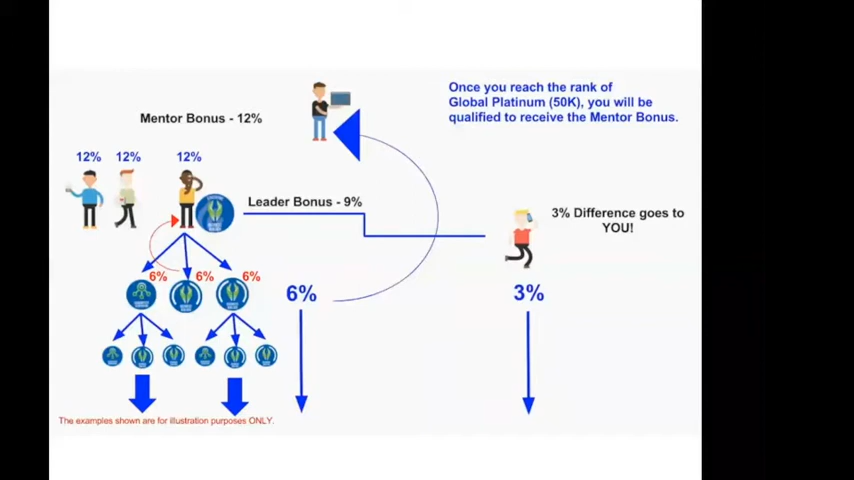 Once you reach the rank of
Global Platinum (50K), you will be
qualified to receive the Mentor Bonus.
Mentor Bonus - 12%
12%
12%
12%
Leader Bonus - 9%
3% Difference goes to
YOU!
6%
6%
6%
6%
3%
The examples shown are for illustration purposes ONLY.